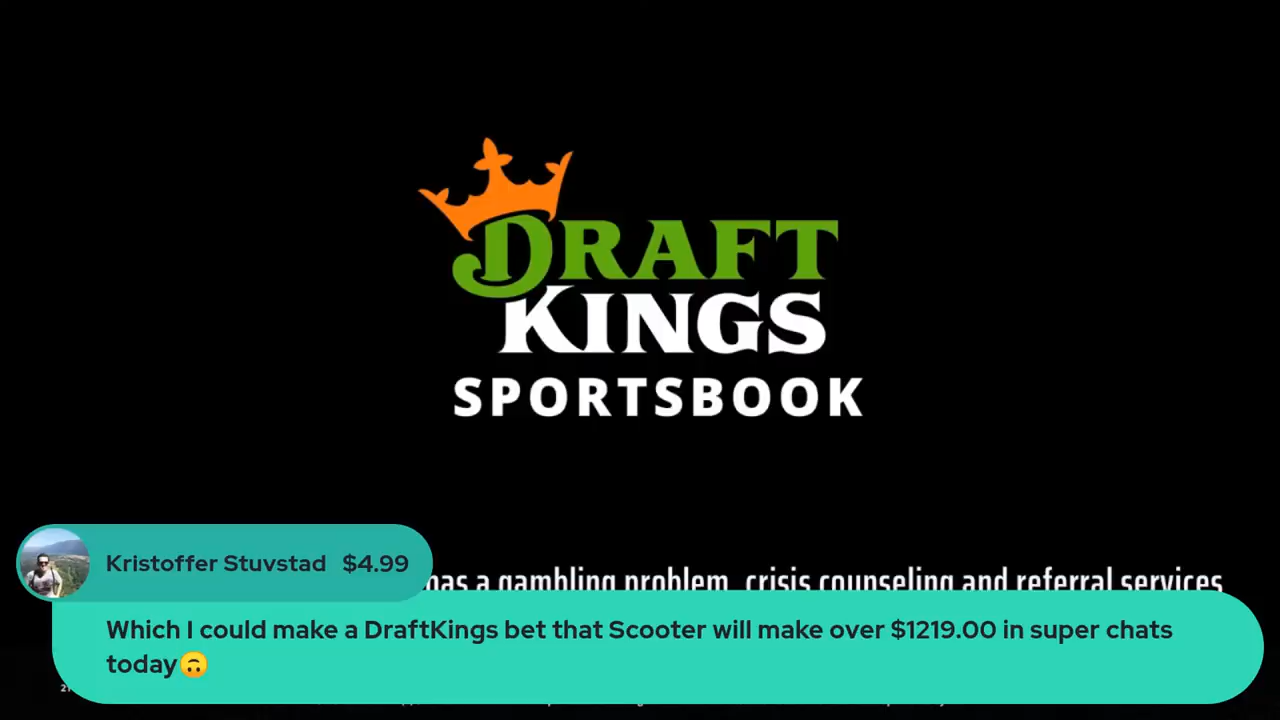 DRAFT
KINGS
SPORTSBOOK
Kristoffer Stuvstad $4.99
has a gambling problem, crisis counseling and referral services
Which I could make a DraftKings bet that Scooter will make over $1219.00 in super chats
today🙃